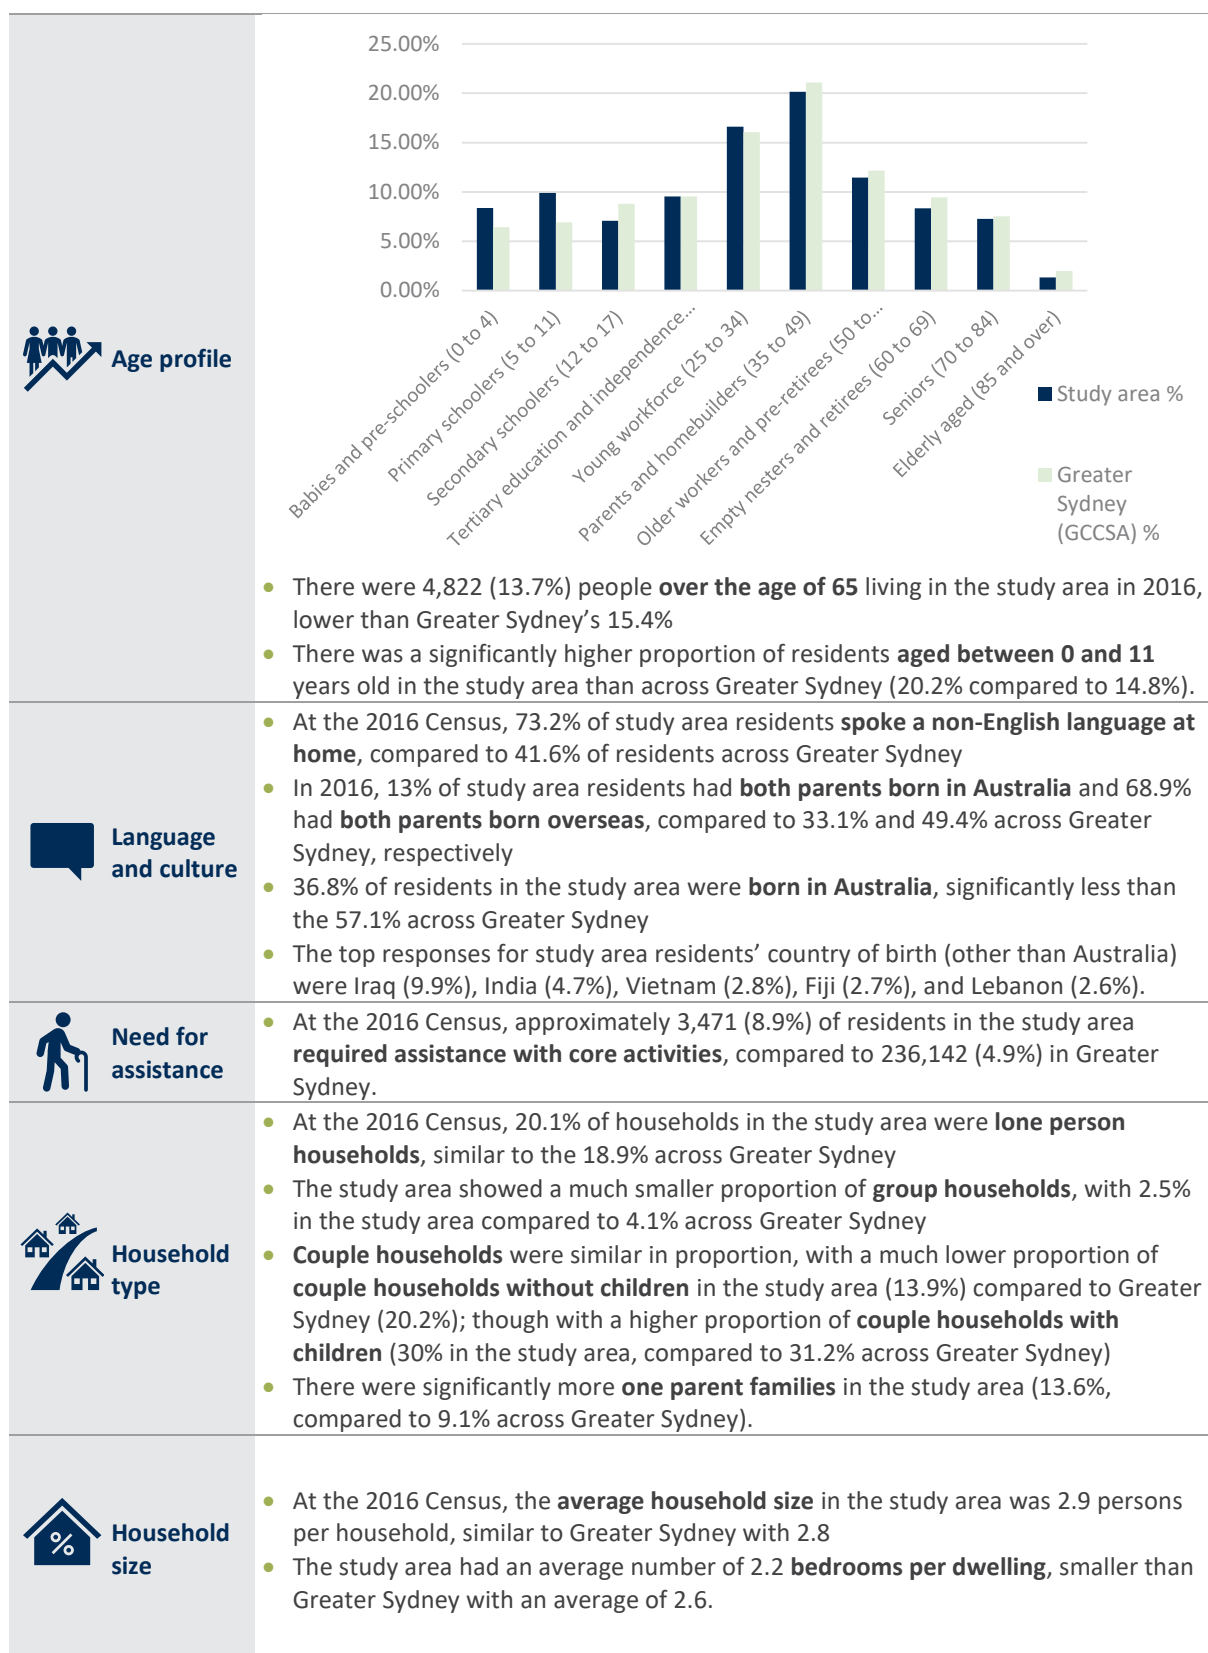 25.00%
20.00%
15.00%
10.00%
5.00%
0.00%
Babies and pre-schoolers (0 to 4)
Primary schoolers (5 to 11)
Secondary schoolers (12 to 17)
Tertiary education and independence...
Young workforce (25 to 34)
Parents and homebuilders (35 to 49)
Older workers and pre-retirees (50 to...
Empty nesters and retirees (60 to 69)
Seniors (70 to 84)
Elderly aged (85 and over)
Study area %
Greater
Sydney
(GCCSA) %
Age profile
• There were 4,822 (13.7%) people over the age of 65 living in the study area in 2016,
lower than Greater Sydney’s 15.4%
• There was a significantly higher proportion of residents aged between 0 and 11
years old in the study area than across Greater Sydney (20.2% compared to 14.8%).
Language
and culture
• At the 2016 Census, 73.2% of study area residents spoke a non-English language at
home, compared to 41.6% of residents across Greater Sydney
• In 2016, 13% of study area residents had both parents born in Australia and 68.9%
had both parents born overseas, compared to 33.1% and 49.4% across Greater
Sydney, respectively
• 36.8% of residents in the study area were born in Australia, significantly less than
the 57.1% across Greater Sydney
• The top responses for study area residents’ country of birth (other than Australia)
were Iraq (9.9%), India (4.7%), Vietnam (2.8%), Fiji (2.7%), and Lebanon (2.6%).
Need for
assistance
• At the 2016 Census, approximately 3,471 (8.9%) of residents in the study area
required assistance with core activities, compared to 236,142 (4.9%) in Greater
Sydney.
Household
type
• At the 2016 Census, 20.1% of households in the study area were lone person
households, similar to the 18.9% across Greater Sydney
• The study area showed a much smaller proportion of group households, with 2.5%
in the study area compared to 4.1% across Greater Sydney
• Couple households were similar in proportion, with a much lower proportion of
couple households without children in the study area (13.9%) compared to Greater
Sydney (20.2%); though with a higher proportion of couple households with
children (30% in the study area, compared to 31.2% across Greater Sydney)
• There were significantly more one parent families in the study area (13.6%,
compared to 9.1% across Greater Sydney).
%
Household
size
• At the 2016 Census, the average household size in the study area was 2.9 persons
per household, similar to Greater Sydney with 2.8
• The study area had an average number of 2.2 bedrooms per dwelling, smaller than
Greater Sydney with an average of 2.6.